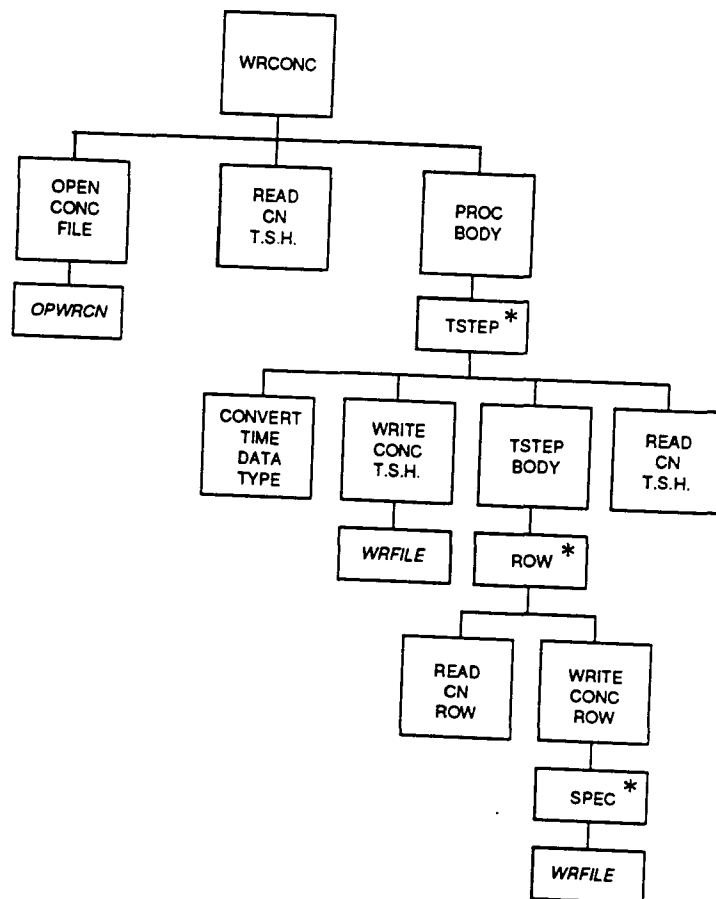 WRCONC
OPEN
CONC
FILE
READ
CN
T.S.H.
PROC
BODY
OPWRCN
TSTEP *
CONVERT
TIME
DATA
TYPE
WRITE
CONC
T.S.H.
TSTEP
BODY
READ
CN
T.S.H.
WRFILE
ROW *
READ
CN
ROW
WRITE
CONC
ROW
SPEC *
WRFILE